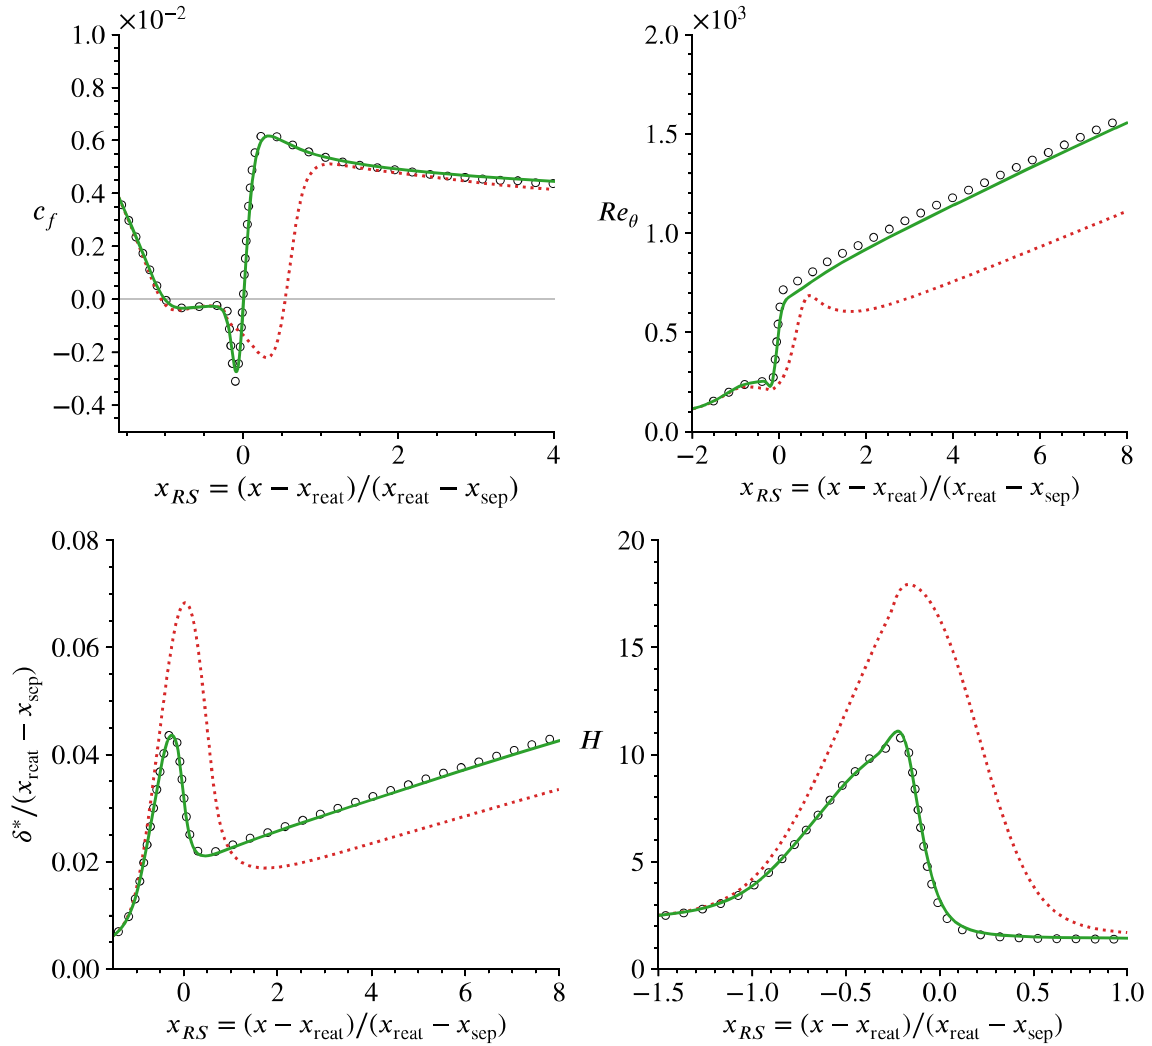 ×10⁻²
1.0
0.8
0.6
0.4
0.2
0.0
−0.2
−0.4
c_f
0 2 4
x_RS = (x − x_reat)/(x_reat − x_sep)
×10³
2.0
1.5
1.0
0.5
0.0
Re_θ
−2 0 2 4 6 8
x_RS = (x − x_reat)/(x_reat − x_sep)
0.08
0.06
0.04
0.02
0.00
δ*/(x_reat − x_sep)
0 2 4 6 8
x_RS = (x − x_reat)/(x_reat − x_sep)
20
15
10
5
0
H
−1.5 −1.0 −0.5 0.0 0.5 1.0
x_RS = (x − x_reat)/(x_reat − x_sep)